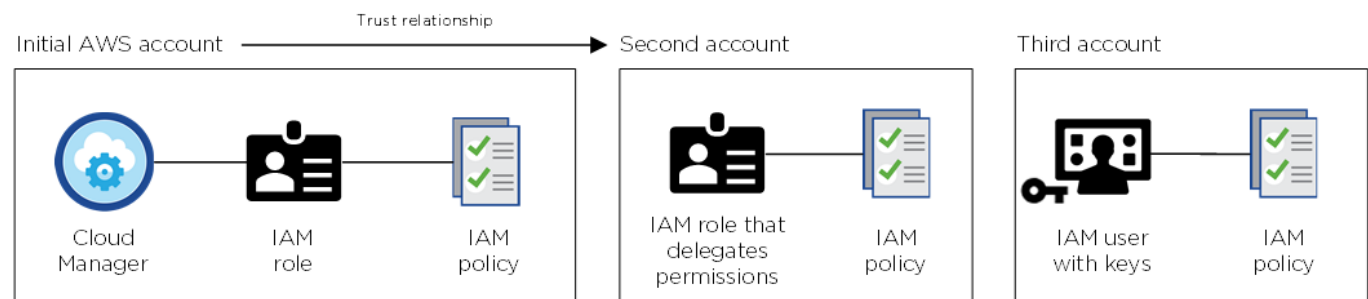 Trust relationship
Initial AWS account
Second account
Third account
Cloud
Manager
IAM
role
IAM
policy
IAM role that
delegates
permissions
IAM
policy
IAM user
with keys
IAM
policy